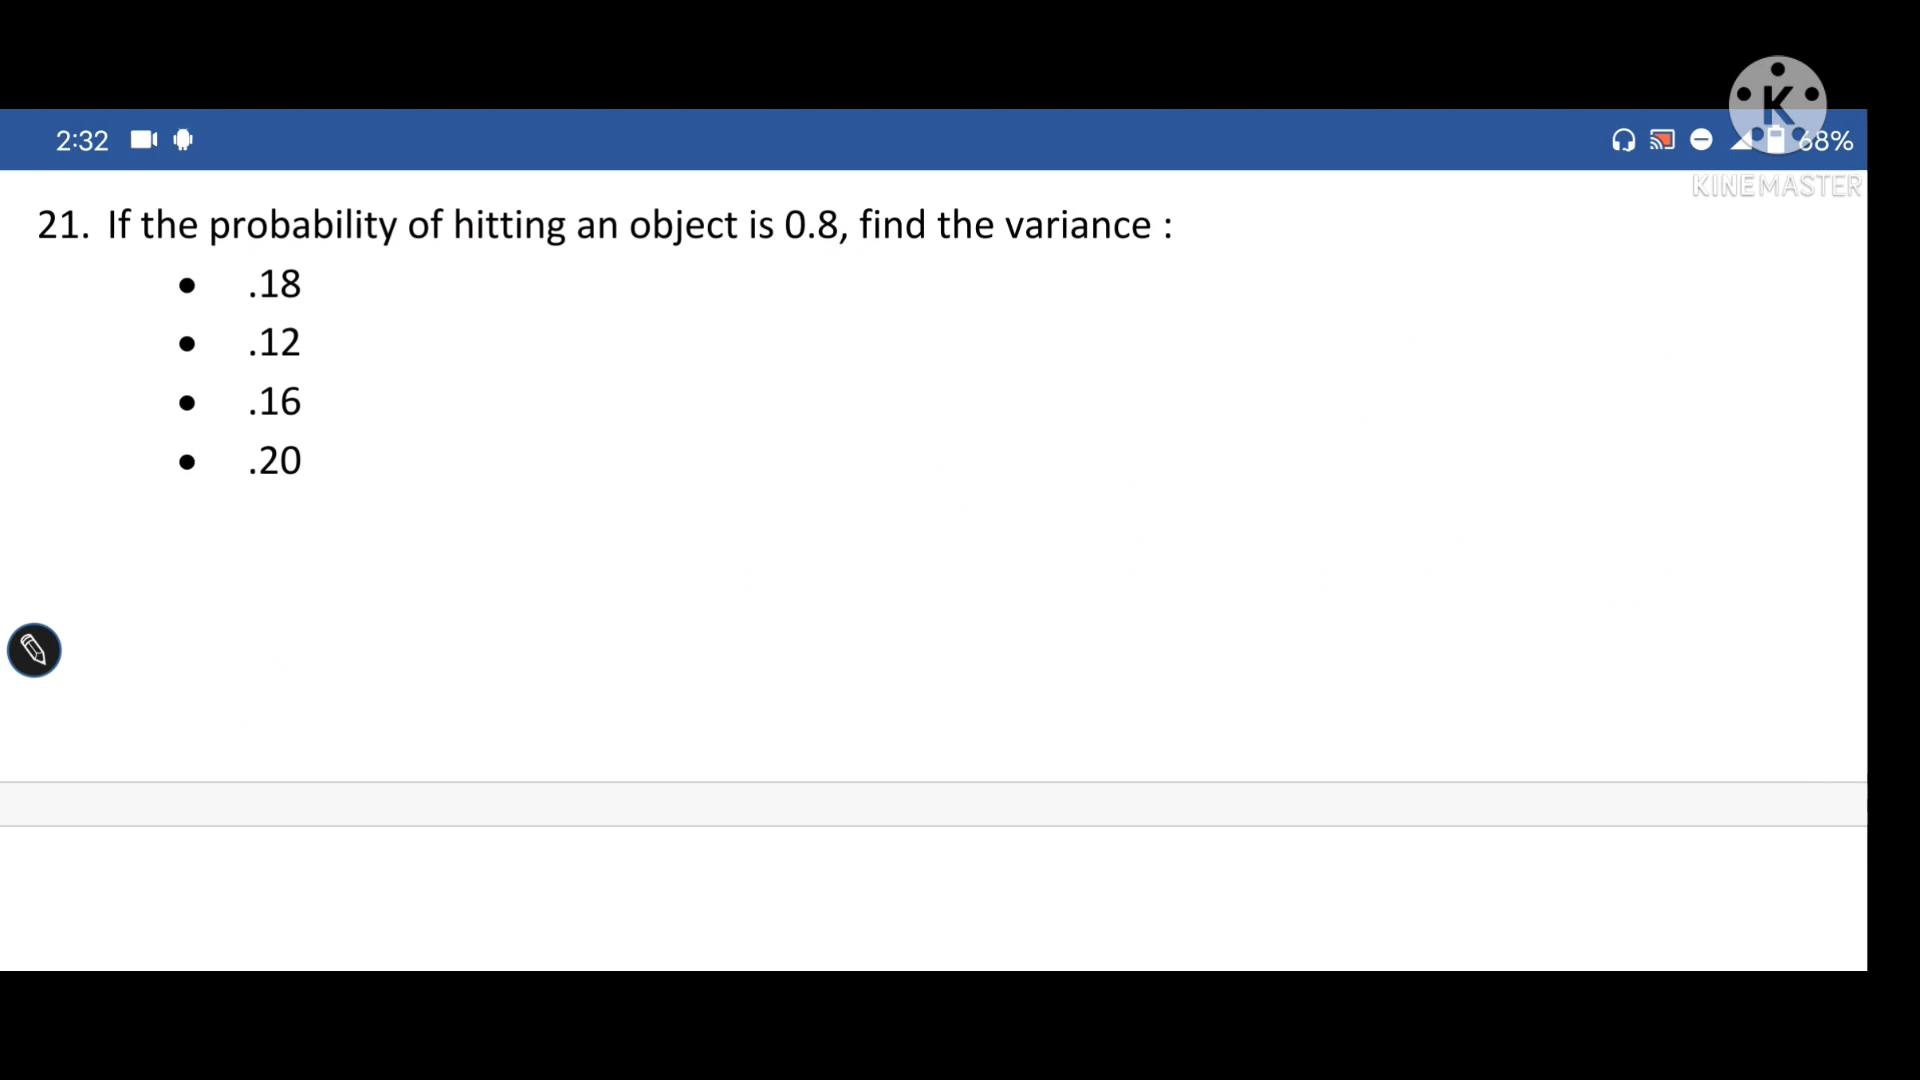 2:32
68%
K
KINEMASTER
21. If the probability of hitting an object is 0.8, find the variance :
● .18
● .12
● .16
● .20